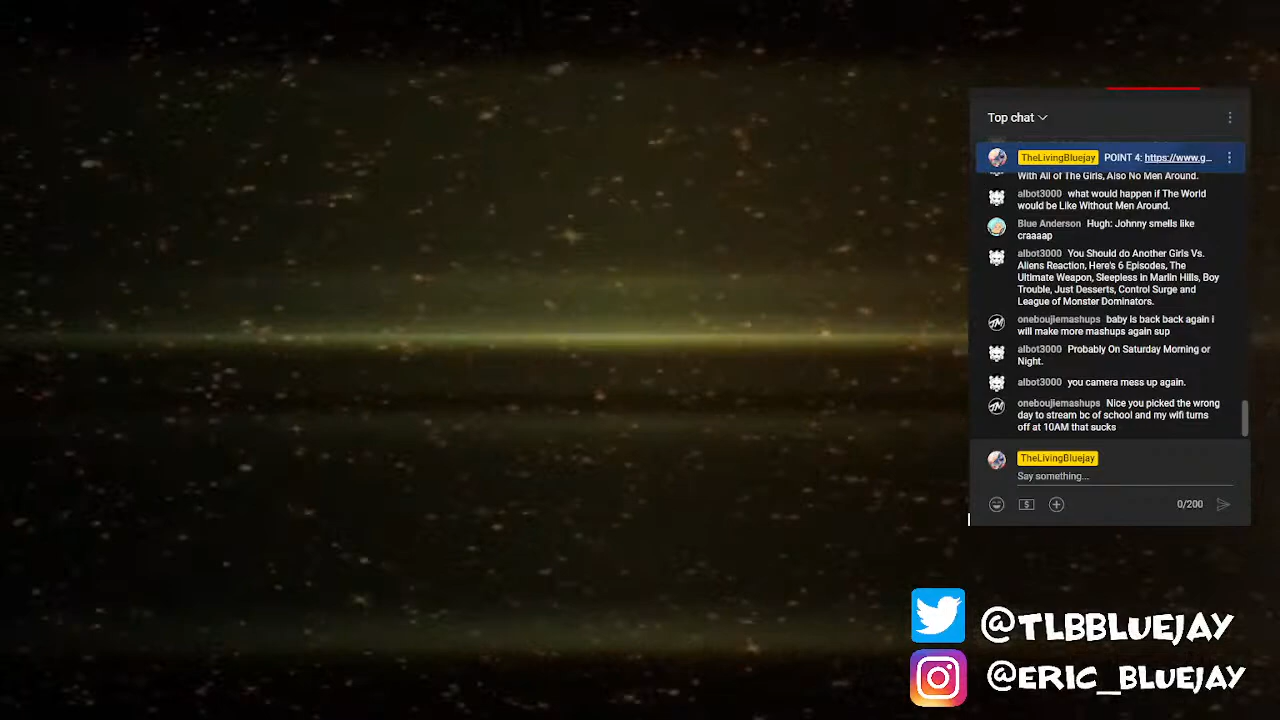 Top chat
TheLivingBluejay POINT 4: https://www.g...
With All of The Girls, Also No Men Around.
albot3000 what would happen if The World
would be Like Without Men Around.
Blue Anderson Hugh: Johnny smells like
craaaap
albot3000 You Should do Another Girls Vs.
Aliens Reaction, Here's 6 Episodes, The
Ultimate Weapon, Sleepless in Marlin Hills, Boy
Trouble, Just Desserts, Control Surge and
League of Monster Dominators.
oneboujiemashups baby is back back again i
will make more mashups again sup
albot3000 Probably On Saturday Morning or
Night.
albot3000 you camera mess up again.
oneboujiemashups Nice you picked the wrong
day to stream bc of school and my wifi turns
off at 10AM that sucks
TheLivingBluejay
Say something...
0/200
@TLBBLUEJAY
@ERIC_BLUEJAY